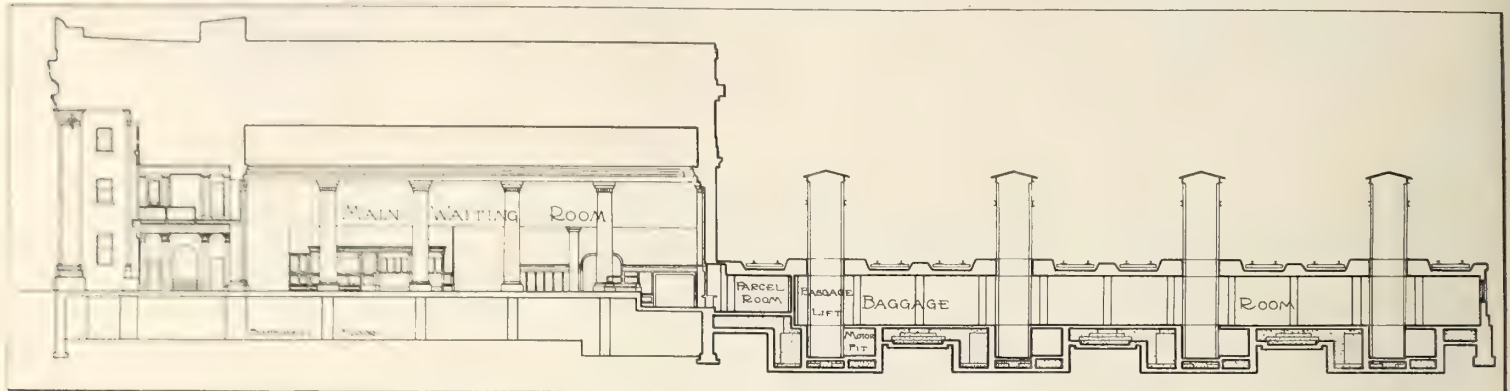 MAIN WAITING ROOM
PARCEL ROOM
BAGGAGE LIFT
BAGGAGE ROOM
MOTOR PIT